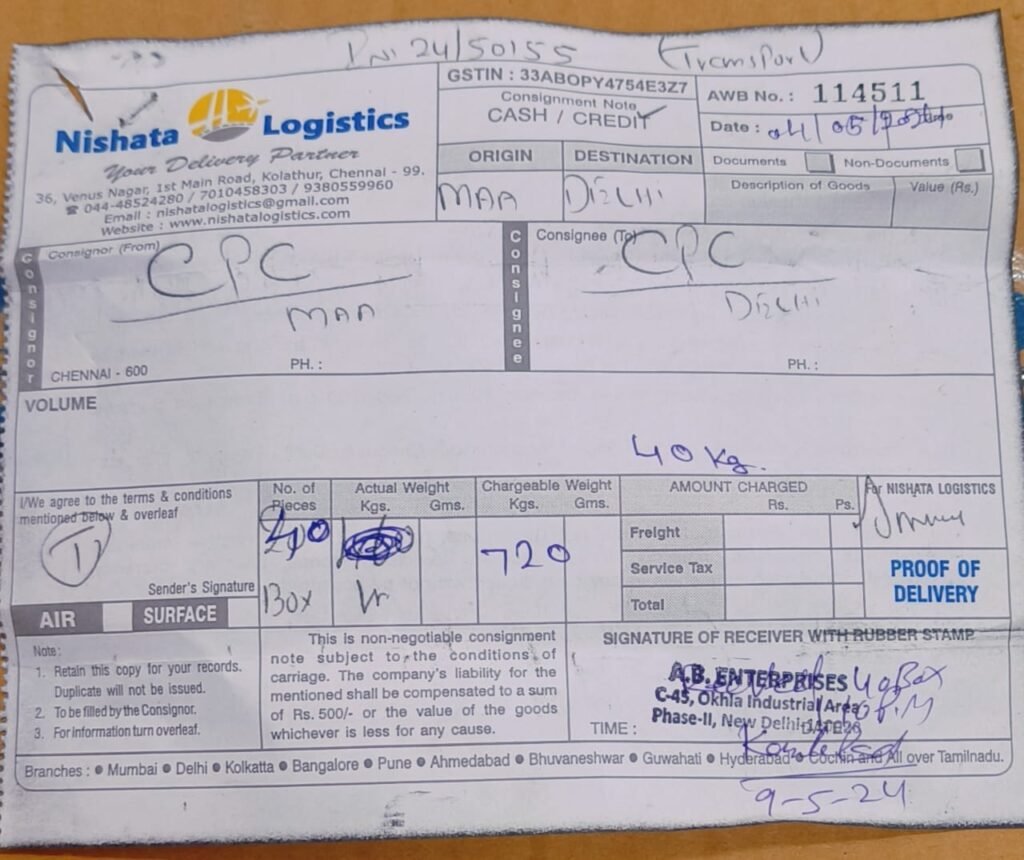 24/50155 (Transport)
Nishata Logistics
Your Delivery Partner
36, Venus Nagar, 1st Main Road, Kolathur, Chennai - 99.
☎ 044-48524280 / 7010458303 / 9380559960
Email : nishatalogistics@gmail.com
Website : www.nishatalogistics.com
GSTIN : 33ABOPY4754E3Z7
Consignment Note
CASH / CREDIT
AWB No. : 114511
Date : 04/05/2024
ORIGIN DESTINATION
MAA DELHI
Documents Non-Documents
Description of Goods Value (Rs.)
Consignor
Consignor (From)
CPC
MAA
CHENNAI - 600 PH. :
Consignee
Consignee (To)
CPC
DELHI
PH. :
VOLUME
40 Kg.
I/We agree to the terms & conditions
mentioned below & overleaf
Sender's Signature
AIR SURFACE
No. of
Pieces
40
Box
Actual Weight
Kgs. Gms.
Chargeable Weight
Kgs. Gms.
720
AMOUNT CHARGED
Rs. Ps.
Freight
Service Tax
Total
For NISHATA LOGISTICS
PROOF OF
DELIVERY
Note :
1. Retain this copy for your records.
Duplicate will not be issued.
2. To be filled by the Consignor.
3. For information turn overleaf.
This is non-negotiable consignment
note subject to the conditions of
carriage. The company's liability for the
mentioned shall be compensated to a sum
of Rs. 500/- or the value of the goods
whichever is less for any cause.
SIGNATURE OF RECEIVER WITH RUBBER STAMP
A.B. ENTERPRISES
C-45, Okhla Industrial Area
Phase-II, New Delhi
Received 40 Box
TIME : DATE
9-5-24
Branches : ● Mumbai ● Delhi ● Kolkatta ● Bangalore ● Pune ● Ahmedabad ● Bhuvaneshwar ● Guwahati ● Hyderabad ● Cochin and All over Tamilnadu.